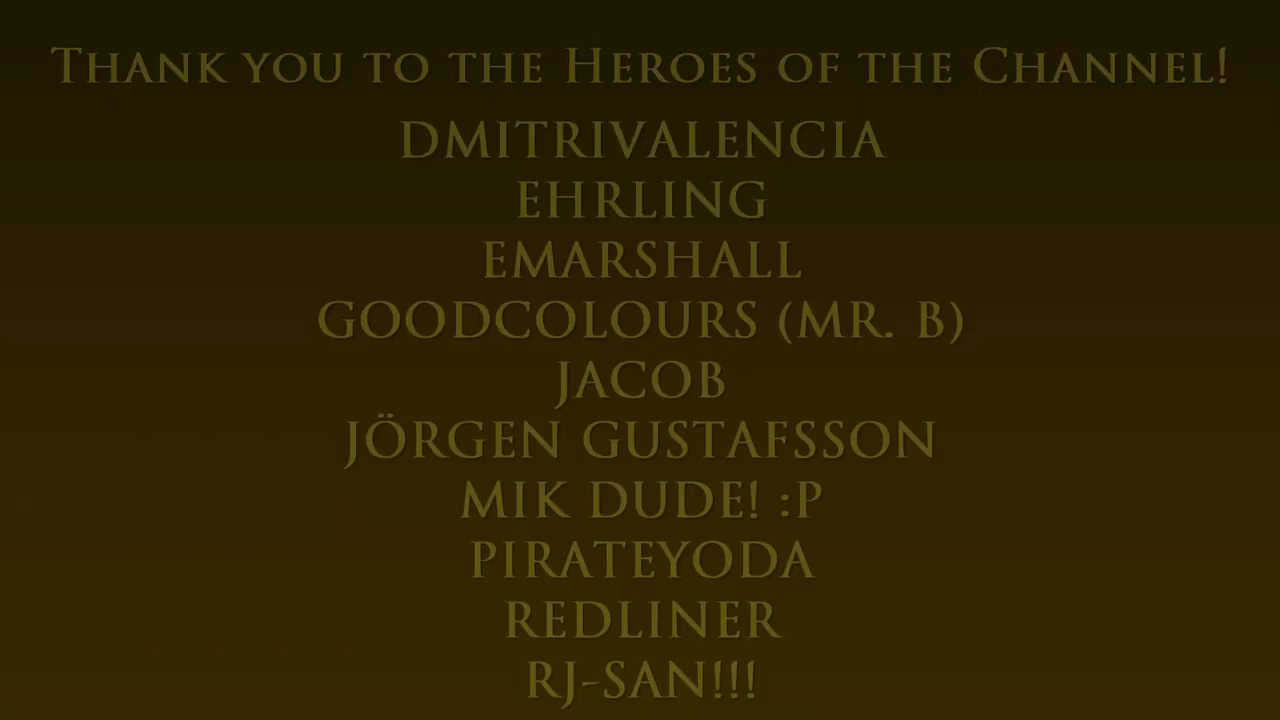 Thank you to the Heroes of the Channel!
DMITRIVALENCIA
EHRLING
EMARSHALL
GOODCOLOURS (MR. B)
JACOB
JÖRGEN GUSTAFSSON
MIK DUDE! :P
PIRATEYODA
REDLINER
RJ-SAN!!!